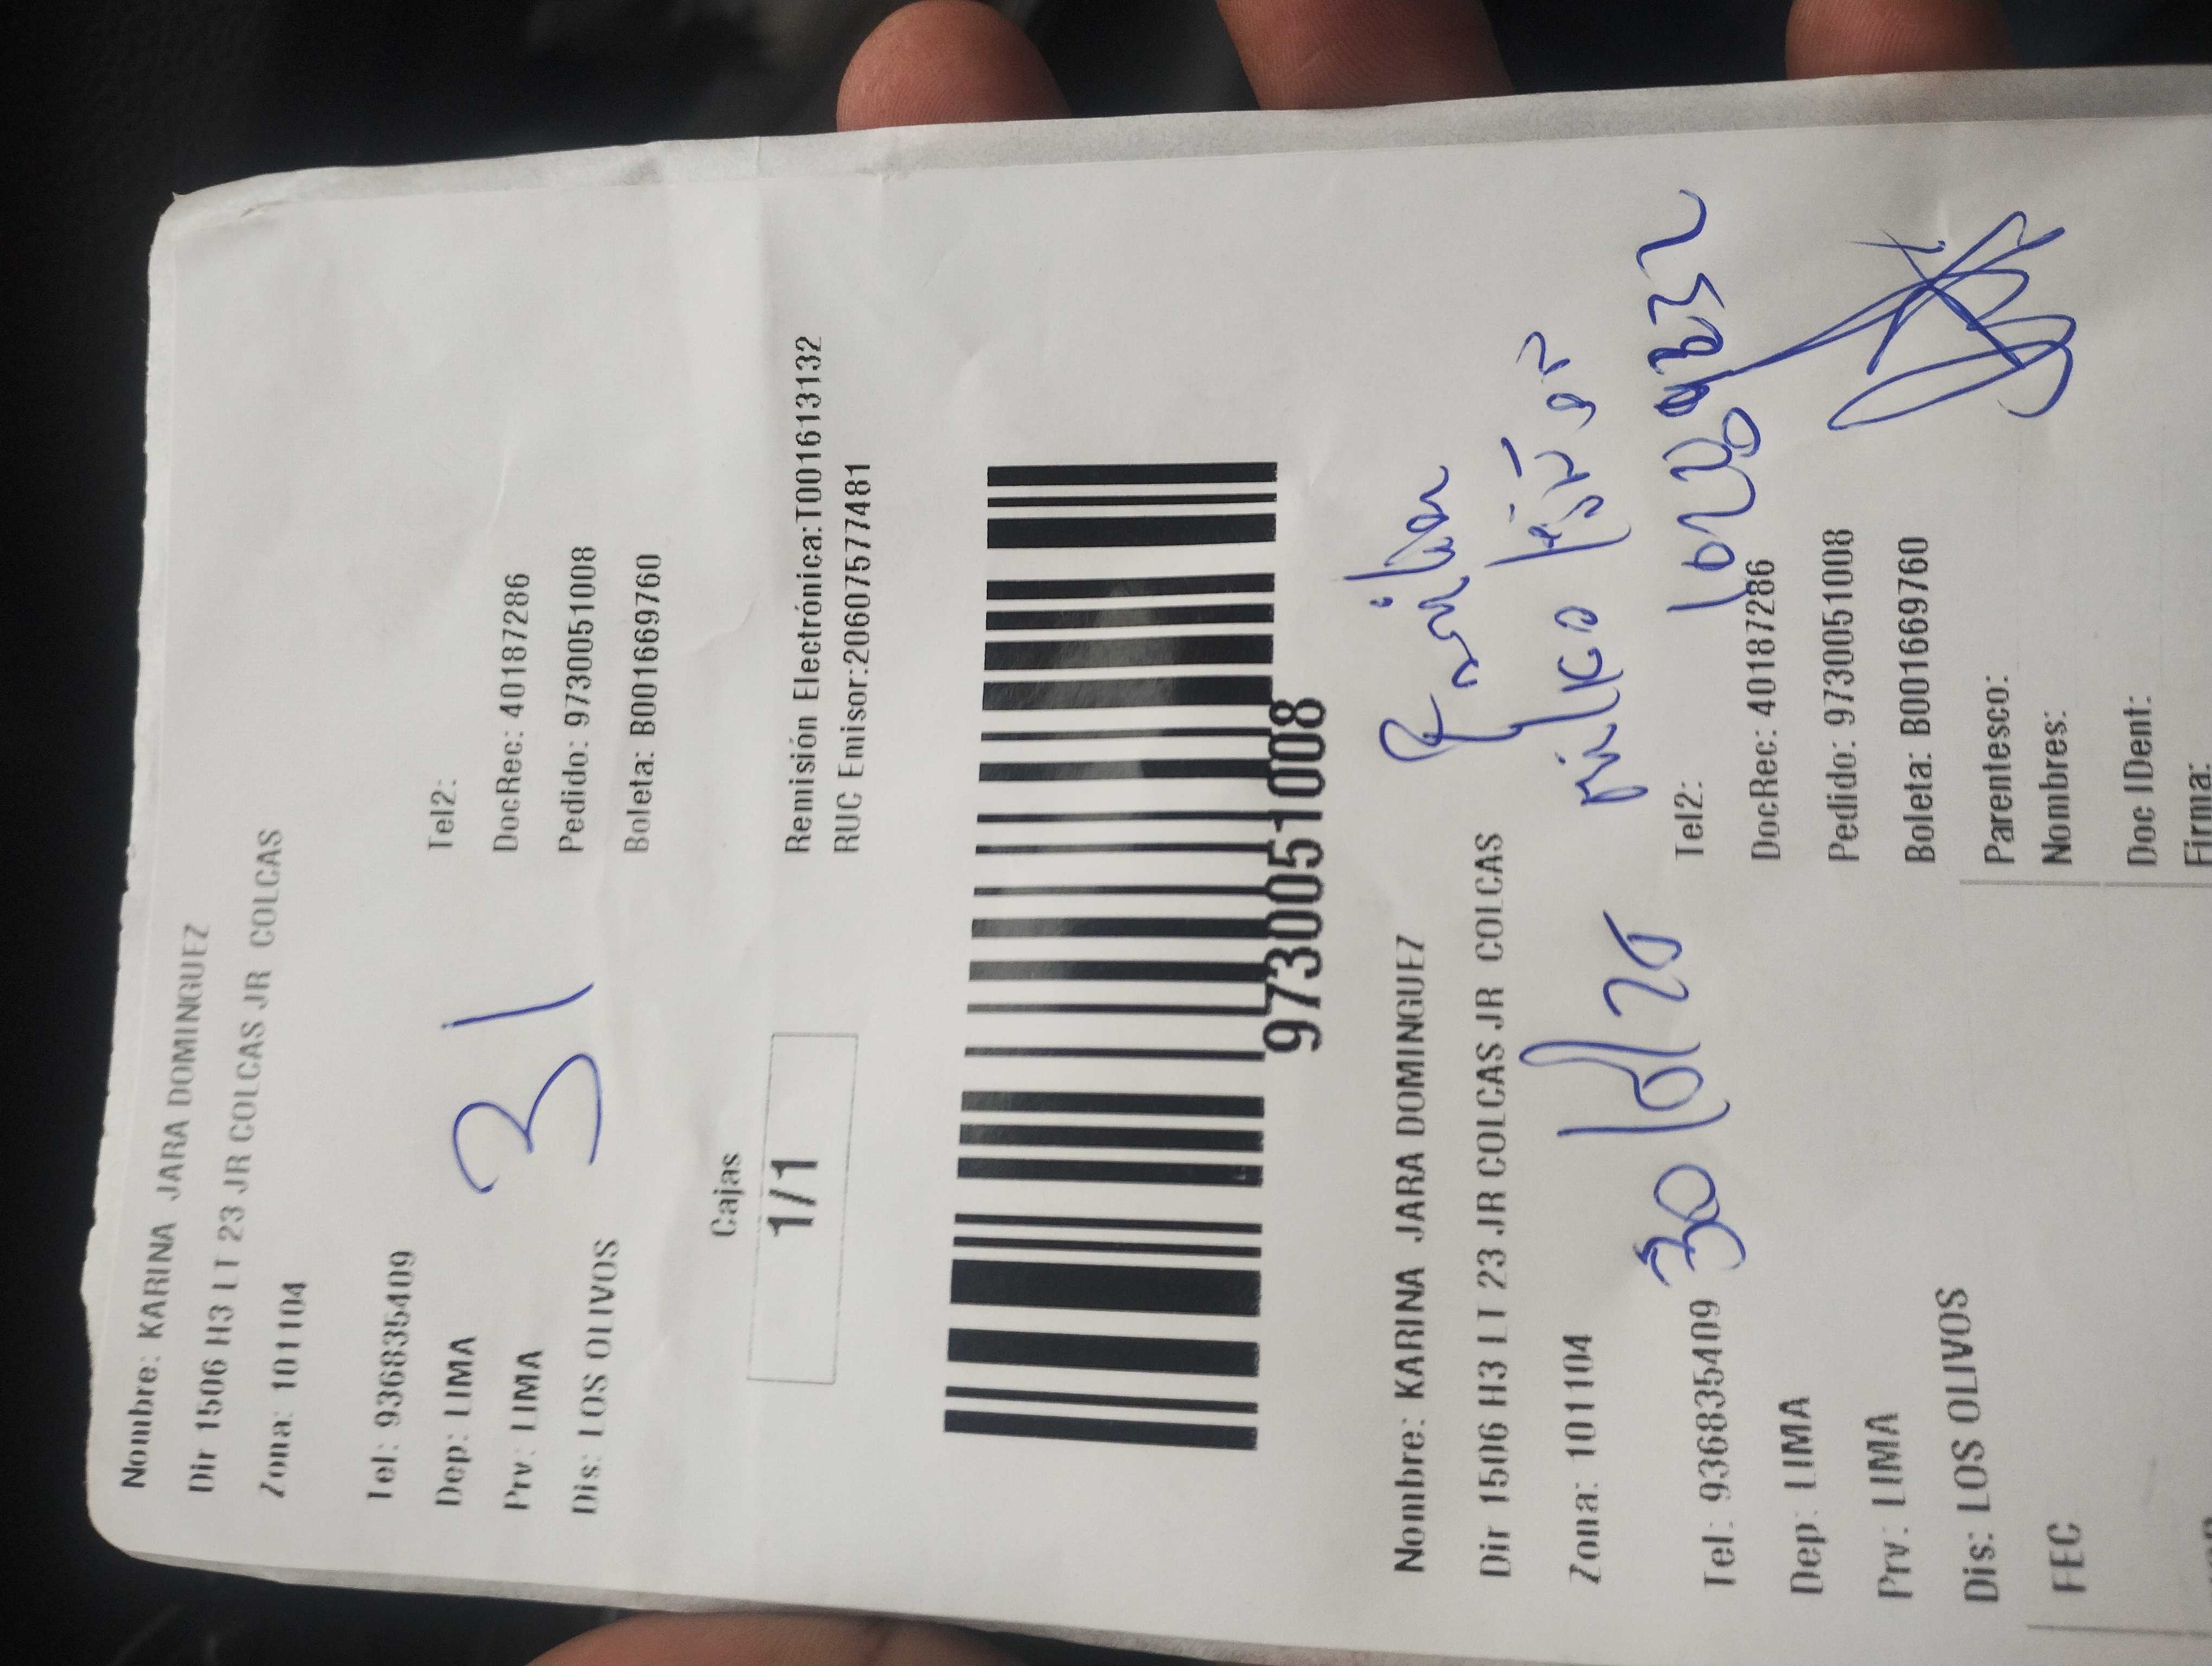 Nombre: KARINA JARA DOMINGUEZ
Dir 1506 H3 LT 23 JR COLCAS JR COLCAS
Zona: 101104
Tel: 936835409
Tel2:
Dep: LIMA
DocRec: 40187286
Prv: LIMA
Pedido: 9730051008
Dis: LOS OLIVOS
Boleta: B001669760
31
Cajas
1/1
Remisión Electrónica:T001613132
RUC Emisor:20607577481
9730051008
Nombre: KARINA JARA DOMINGUEZ
Familiar
Dir 1506 H3 LT 23 JR COLCAS JR COLCAS
Zona: 101104
Tel: 936835409
30
Tel2:
Dep: LIMA
DocRec: 40187286
Prv: LIMA
Pedido: 9730051008
Dis: LOS OLIVOS
Boleta: B001669760
FEC
Parentesco:
Nombres:
Doc IDent:
Firma: